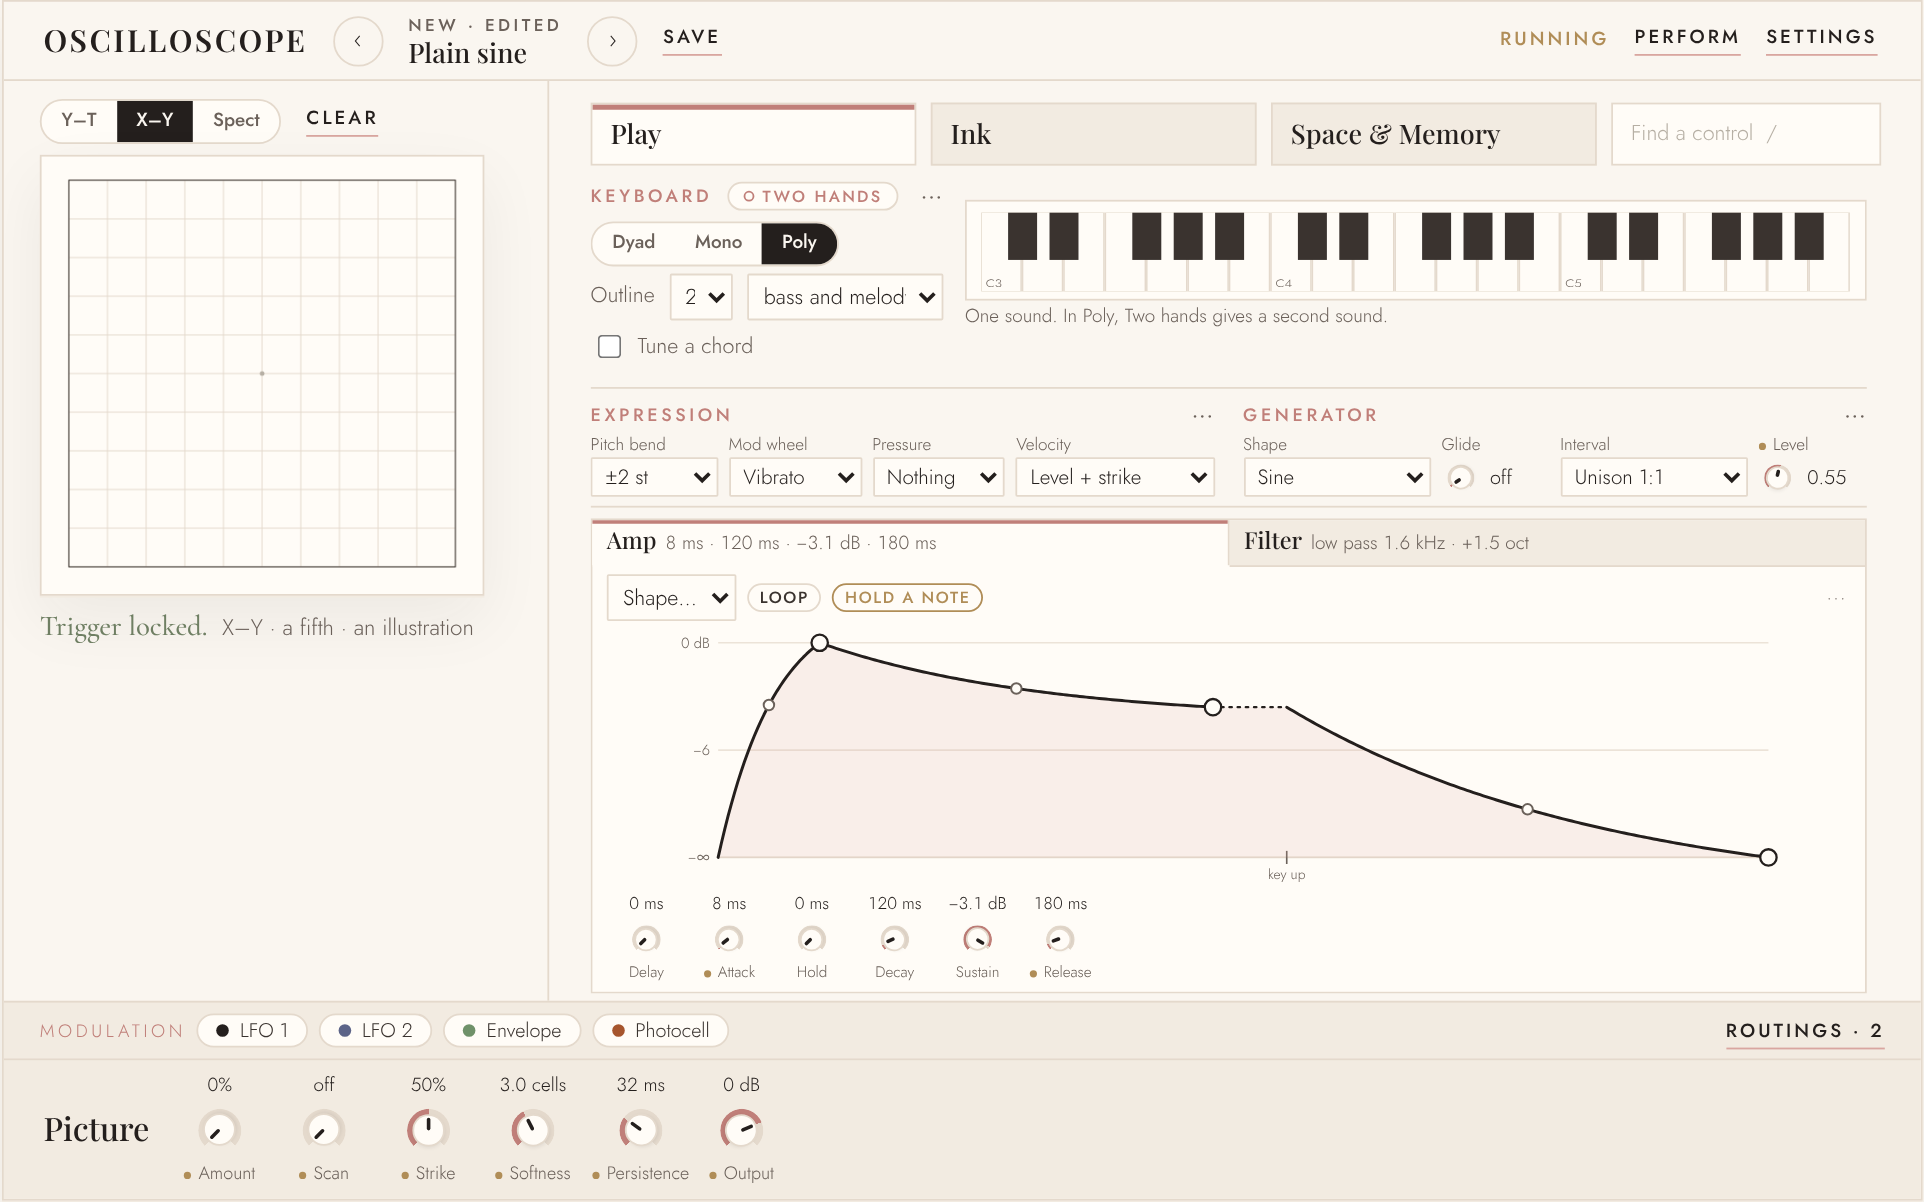 OSCILLOSCOPE
‹
NEW · EDITED
Plain sine
›
SAVE
RUNNING
PERFORM
SETTINGS
Y–T
X–Y
Spect
CLEAR
Trigger locked. X–Y · a fifth · an illustration
Play
Ink
Space & Memory
Find a control /
KEYBOARD
TWO HANDS
...
Dyad
Mono
Poly
Outline
2
bass and melod
Tune a chord
C3
C4
C5
One sound. In Poly, Two hands gives a second sound.
EXPRESSION
...
Pitch bend
Mod wheel
Pressure
Velocity
±2 st
Vibrato
Nothing
Level + strike
GENERATOR
...
Shape
Glide
Interval
Level
Sine
off
Unison 1:1
0.55
Amp 8 ms · 120 ms · −3.1 dB · 180 ms
Filter low pass 1.6 kHz · +1.5 oct
Shape...
LOOP
HOLD A NOTE
...
0 dB
−6
−∞
key up
0 ms
8 ms
0 ms
120 ms
−3.1 dB
180 ms
Delay
Attack
Hold
Decay
Sustain
Release
MODULATION
LFO 1
LFO 2
Envelope
Photocell
ROUTINGS · 2
Picture
0%
off
50%
3.0 cells
32 ms
0 dB
Amount
Scan
Strike
Softness
Persistence
Output